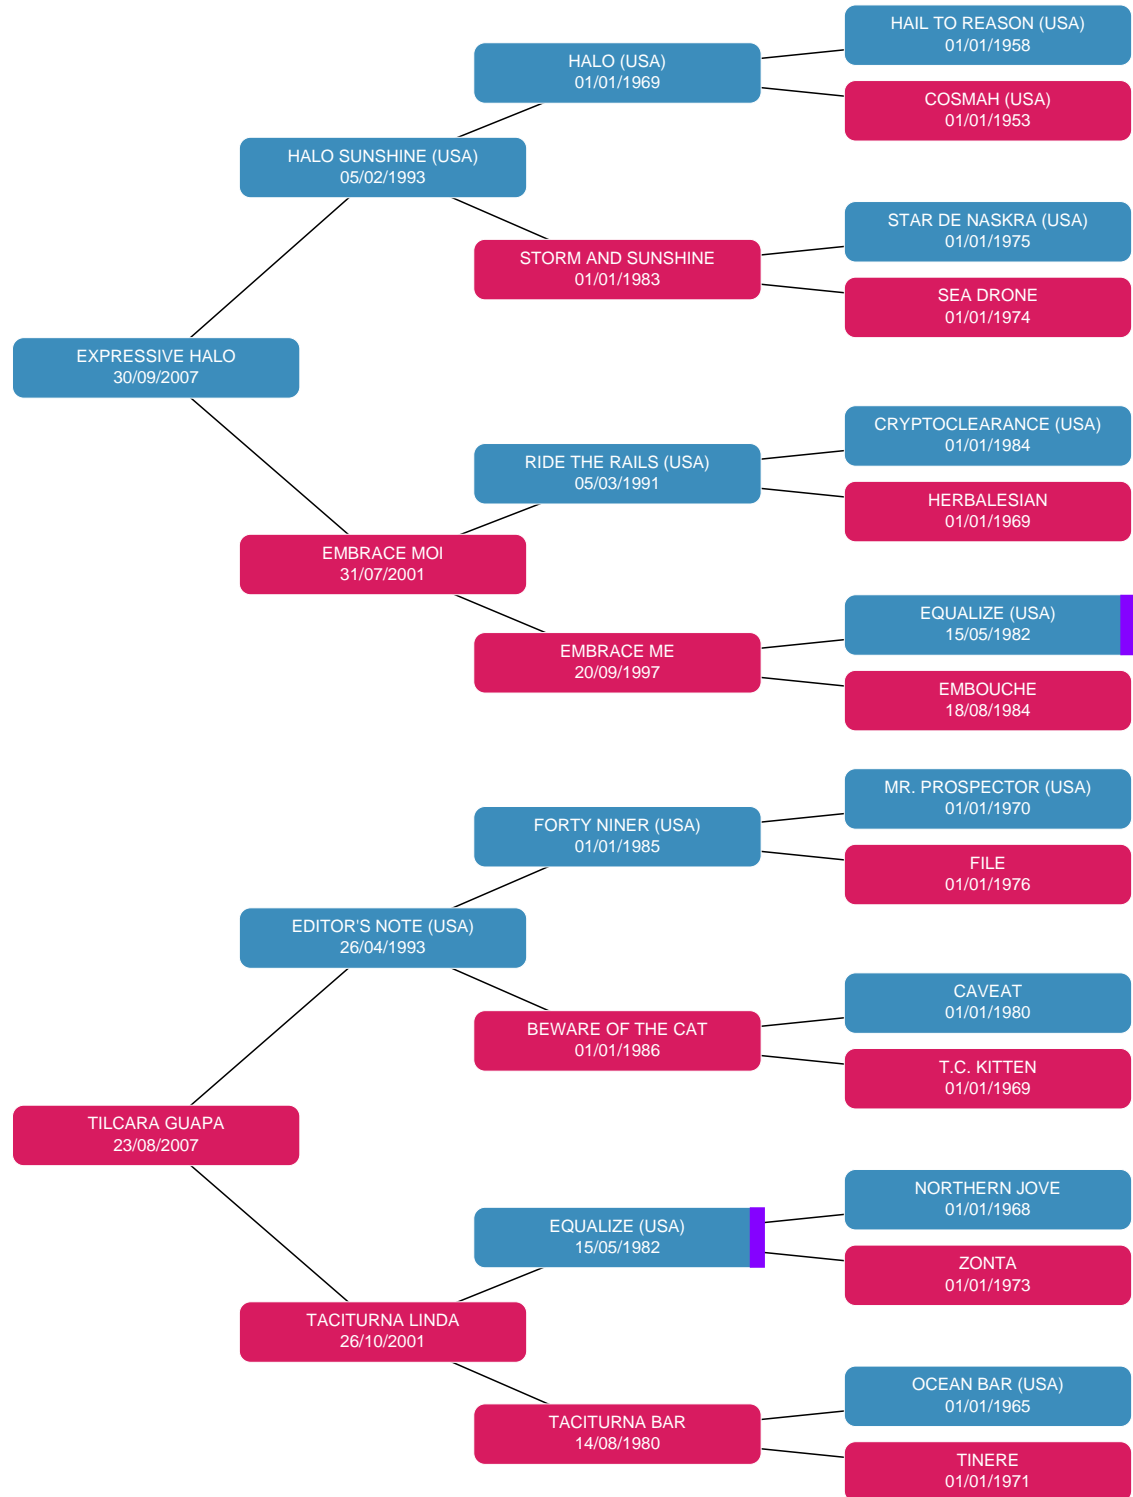 HAIL TO REASON (USA)
01/01/1958
HALO (USA)
01/01/1969
COSMAH (USA)
01/01/1953
HALO SUNSHINE (USA)
05/02/1993
STAR DE NASKRA (USA)
01/01/1975
STORM AND SUNSHINE
01/01/1983
SEA DRONE
01/01/1974
EXPRESSIVE HALO
30/09/2007
CRYPTOCLEARANCE (USA)
01/01/1984
RIDE THE RAILS (USA)
05/03/1991
HERBALESIAN
01/01/1969
EMBRACE MOI
31/07/2001
EQUALIZE (USA)
15/05/1982
EMBRACE ME
20/09/1997
EMBOUCHE
18/08/1984
MR. PROSPECTOR (USA)
01/01/1970
FORTY NINER (USA)
01/01/1985
FILE
01/01/1976
EDITOR'S NOTE (USA)
26/04/1993
CAVEAT
01/01/1980
BEWARE OF THE CAT
01/01/1986
T.C. KITTEN
01/01/1969
TILCARA GUAPA
23/08/2007
NORTHERN JOVE
01/01/1968
EQUALIZE (USA)
15/05/1982
ZONTA
01/01/1973
TACITURNA LINDA
26/10/2001
OCEAN BAR (USA)
01/01/1965
TACITURNA BAR
14/08/1980
TINERE
01/01/1971